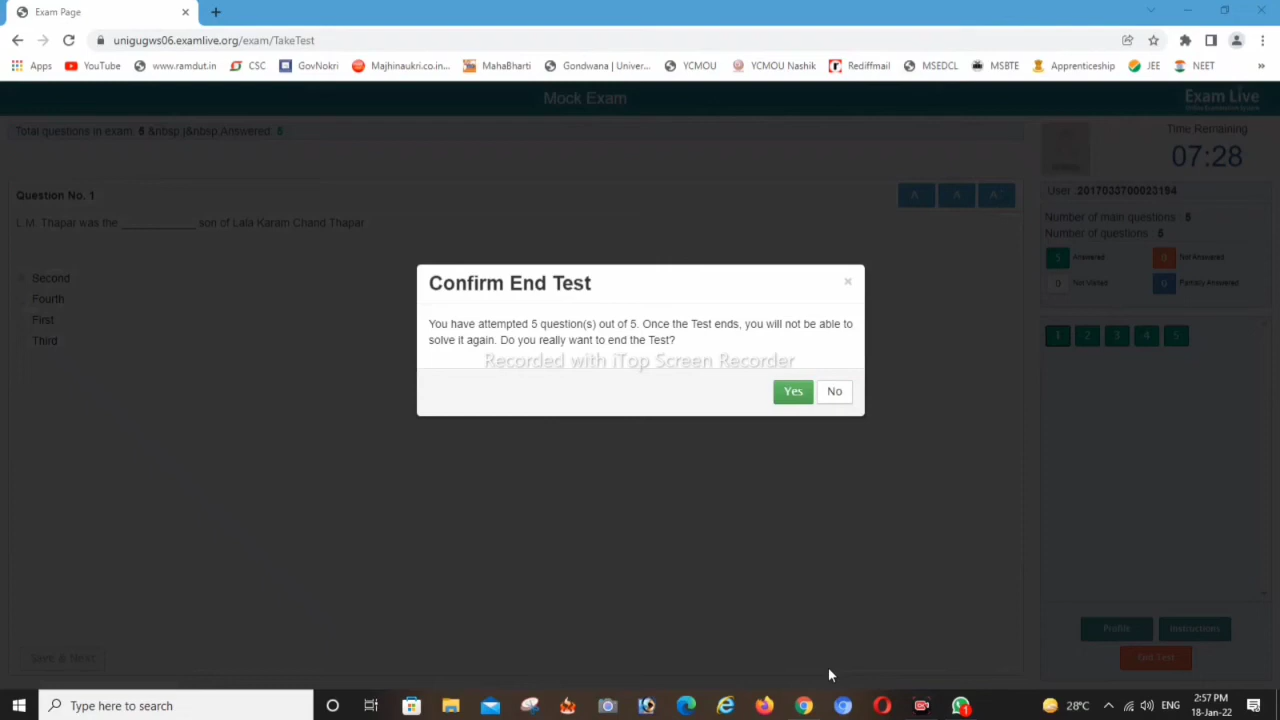 Exam Page
unigugws06.examlive.org/exam/TakeTest
Apps YouTube www.ramdut.in CSC GovNokri Majhinaukri.co.in... MahaBharti Gondwana | Univer... YCMOU YCMOU Nashik Rediffmail MSEDCL MSBTE Apprenticeship JEE NEET »
Mock Exam
Exam Live
Total questions in exam: 5 &nbsp;|&nbsp;Answered: 5
Time Remaining
07:28
Question No. 1
A A A
User :2017033700023194
L.M. Thapar was the ____________ son of Lala Karam Chand Thapar
Number of main questions : 5
Number of questions : 5
5 Answered 0 Not Answered
0 Not Visited 0 Partially Answered
Second
Fourth
First
Third
1 2 3 4 5
Confirm End Test
×
You have attempted 5 question(s) out of 5. Once the Test ends, you will not be able to
solve it again. Do you really want to end the Test?
Recorded with iTop Screen Recorder
Yes No
Profile Instructions
Save & Next
End Test
Type here to search
1
28°C
ENG
2:57 PM
18-Jan-22